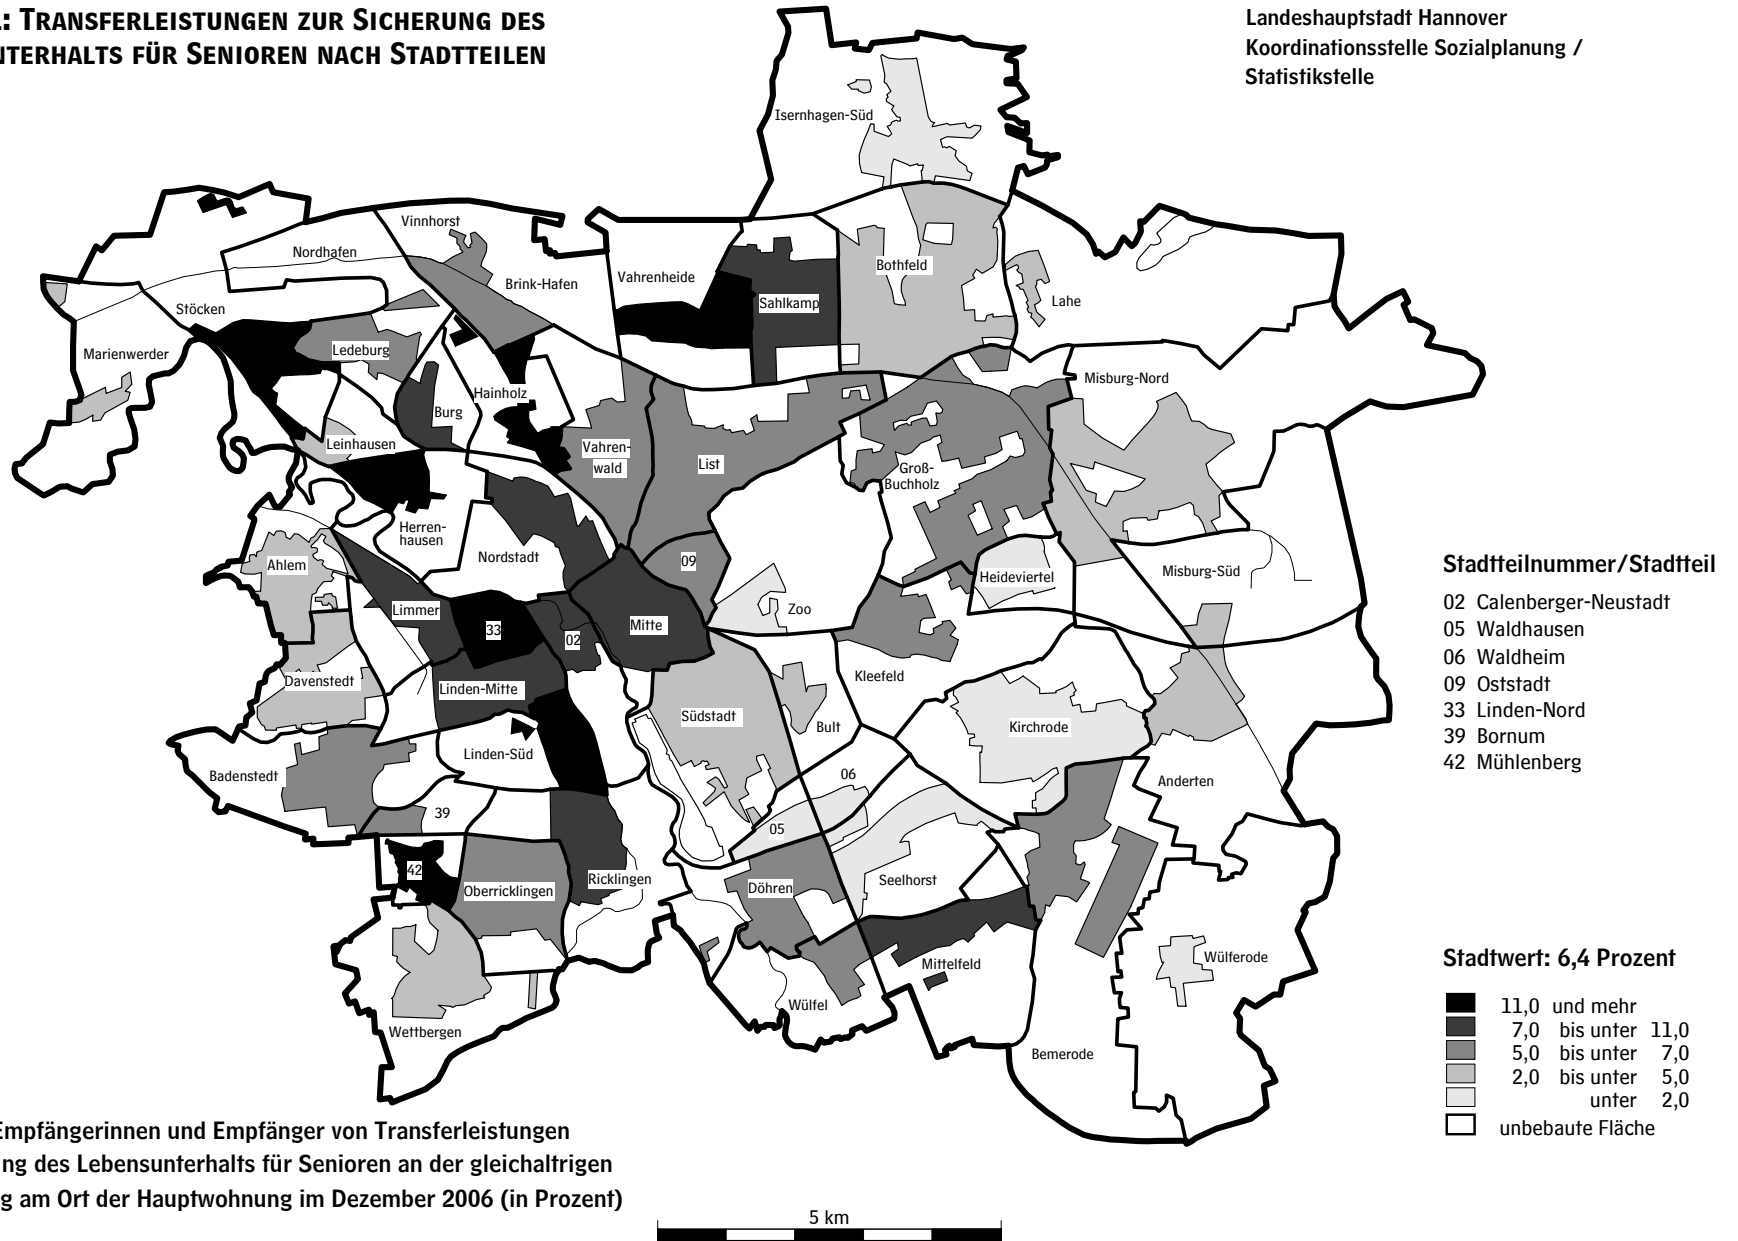 : TRANSFERLEISTUNGEN ZUR SICHERUNG DES
NTERHALTS FÜR SENIOREN NACH STADTTEILEN
Landeshauptstadt Hannover
Koordinationsstelle Sozialplanung /
Statistikstelle
Isernhagen-Süd
Vinnhorst
Nordhafen
Brink-Hafen
Vahrenheide
Bothfeld
Sahlkamp
Lahe
Stöcken
Marienwerder
Ledeburg
Misburg-Nord
Hainholz
Burg
Leinhausen
Vahren-
wald
List
Groß-
Buchholz
Herren-
hausen
Nordstadt
Ahlem
09
Heideviertel
Misburg-Süd
Limmer
Zoo
33
Mitte
02
Kleefeld
Davenstedt
Linden-Mitte
Südstadt
Bult
Kirchrode
Linden-Süd
Badenstedt
06
Anderten
39
05
42
Oberricklingen
Ricklingen
Döhren
Seelhorst
Mittelfeld
Wülferode
Wülfel
Wettbergen
Bemerode
Stadtteilnummer/Stadtteil
02 Calenberger-Neustadt
05 Waldhausen
06 Waldheim
09 Oststadt
33 Linden-Nord
39 Bornum
42 Mühlenberg
Stadtwert: 6,4 Prozent
11,0 und mehr
7,0 bis unter 11,0
5,0 bis unter 7,0
2,0 bis unter 5,0
unter 2,0
unbebaute Fläche
Empfängerinnen und Empfänger von Transferleistungen
ng des Lebensunterhalts für Senioren an der gleichaltrigen
g am Ort der Hauptwohnung im Dezember 2006 (in Prozent)
5 km